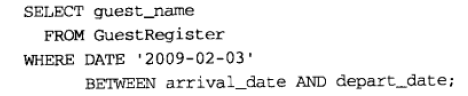 SELECT guest_name
FROM GuestRegister
WHERE DATE '2009-02-03'
BETWEEN arrival_date AND depart_date;